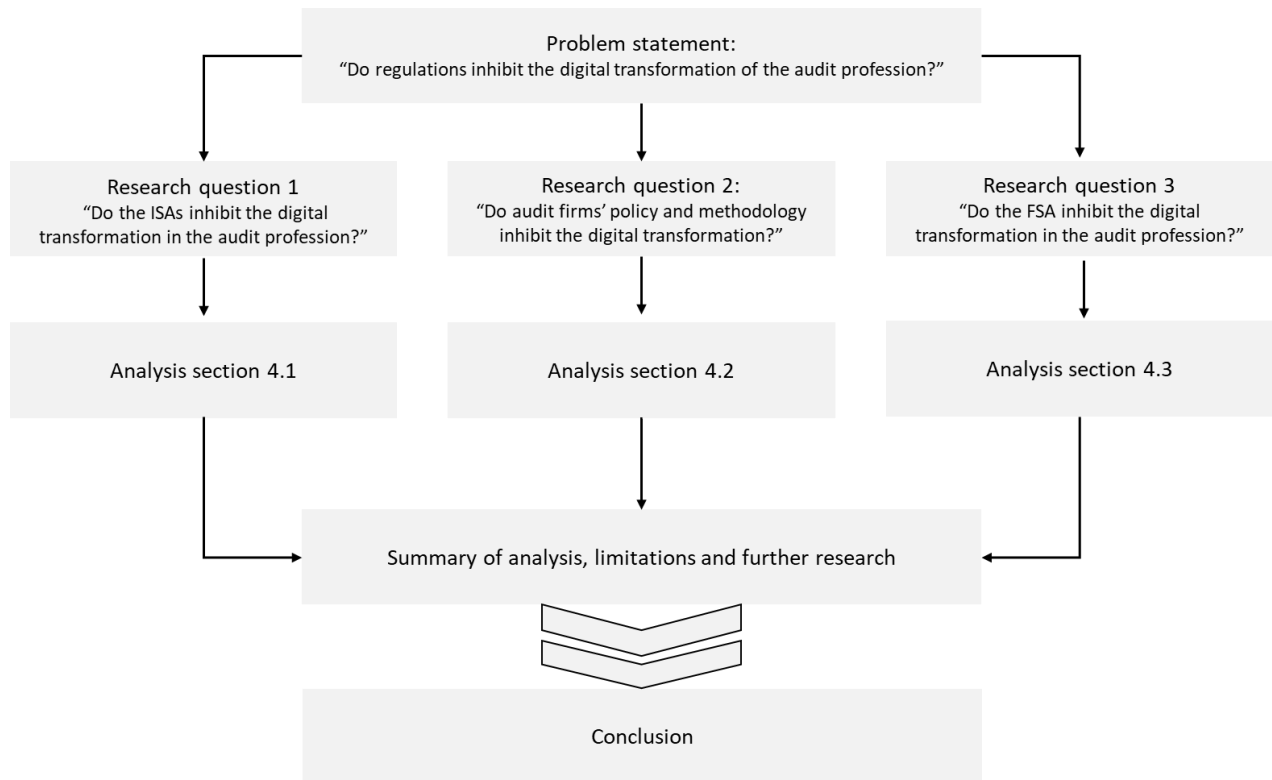 Problem statement:
“Do regulations inhibit the digital transformation of the audit profession?”
Research question 1
“Do the ISAs inhibit the digital
transformation in the audit profession?”
Research question 2:
“Do audit firms’ policy and methodology
inhibit the digital transformation?”
Research question 3
“Do the FSA inhibit the digital
transformation in the audit profession?”
Analysis section 4.1
Analysis section 4.2
Analysis section 4.3
Summary of analysis, limitations and further research
Conclusion